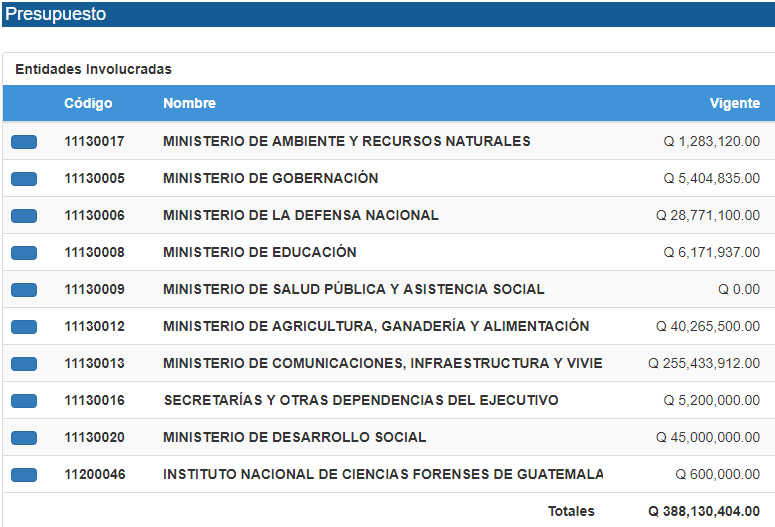 Presupuesto
Entidades Involucradas
Código Nombre Vigente
11130017 MINISTERIO DE AMBIENTE Y RECURSOS NATURALES Q 1,283,120.00
11130005 MINISTERIO DE GOBERNACIÓN Q 5,404,835.00
11130006 MINISTERIO DE LA DEFENSA NACIONAL Q 28,771,100.00
11130008 MINISTERIO DE EDUCACIÓN Q 6,171,937.00
11130009 MINISTERIO DE SALUD PÚBLICA Y ASISTENCIA SOCIAL Q 0.00
11130012 MINISTERIO DE AGRICULTURA, GANADERÍA Y ALIMENTACIÓN Q 40,265,500.00
11130013 MINISTERIO DE COMUNICACIONES, INFRAESTRUCTURA Y VIVIE Q 255,433,912.00
11130016 SECRETARÍAS Y OTRAS DEPENDENCIAS DEL EJECUTIVO Q 5,200,000.00
11130020 MINISTERIO DE DESARROLLO SOCIAL Q 45,000,000.00
11200046 INSTITUTO NACIONAL DE CIENCIAS FORENSES DE GUATEMALA Q 600,000.00
Totales Q 388,130,404.00